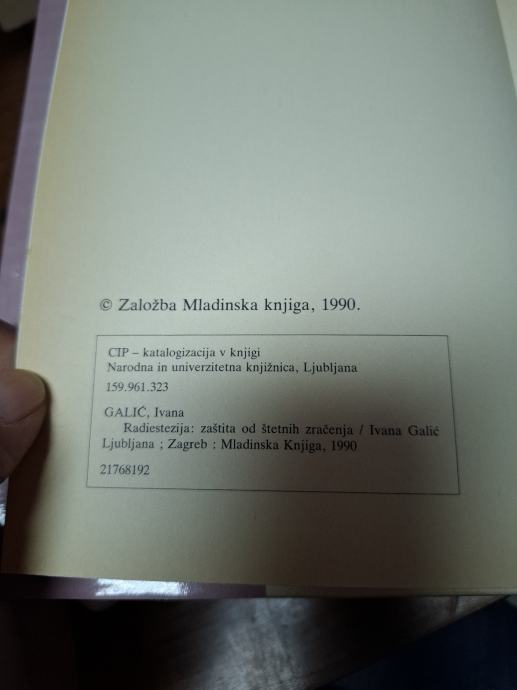 © Založba Mladinska knjiga, 1990.
CIP – katalogizacija v knjigi
Narodna in univerzitetna knjižnica, Ljubljana
159.961.323
GALIĆ, Ivana
Radiestezija: zaštita od štetnih zračenja / Ivana Galić
Ljubljana ; Zagreb : Mladinska Knjiga, 1990
21768192